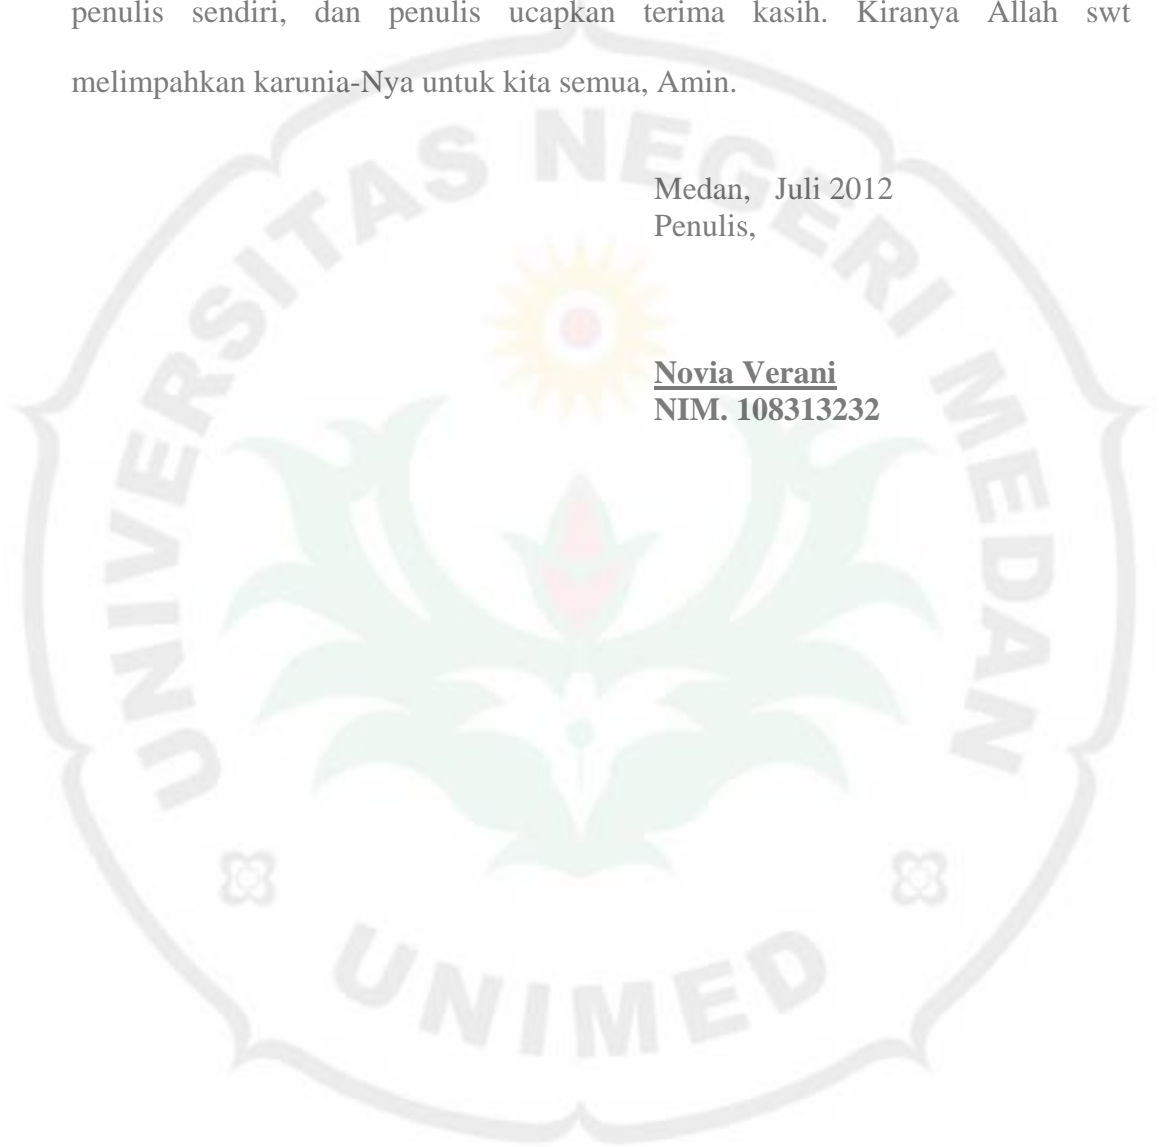 penulis sendiri, dan penulis ucapkan terima kasih. Kiranya Allah swt
melimpahkan karunia-Nya untuk kita semua, Amin.
Medan, Juli 2012
Penulis,
Novia Verani
NIM. 108313232
UNIVERSITAS NEGERI MEDAN
UNIMED